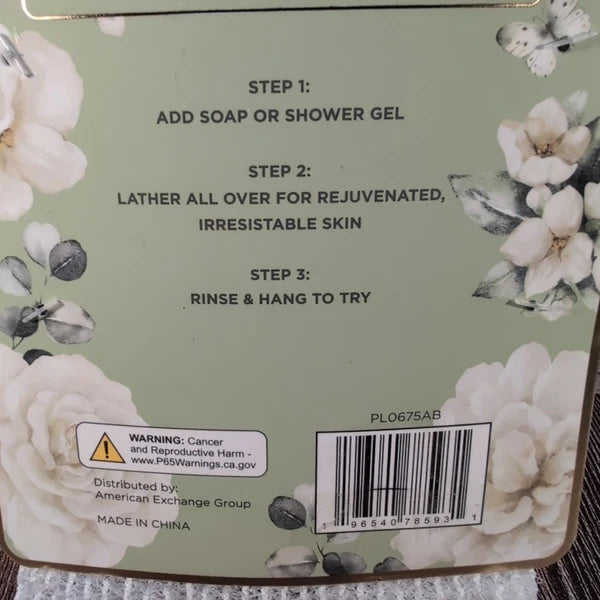 STEP 1:
ADD SOAP OR SHOWER GEL
STEP 2:
LATHER ALL OVER FOR REJUVENATED,
IRRESISTABLE SKIN
STEP 3:
RINSE & HANG TO TRY
PL0675AB
WARNING: Cancer
and Reproductive Harm -
www.P65Warnings.ca.gov
Distributed by:
American Exchange Group
MADE IN CHINA
1 96540 78593 1